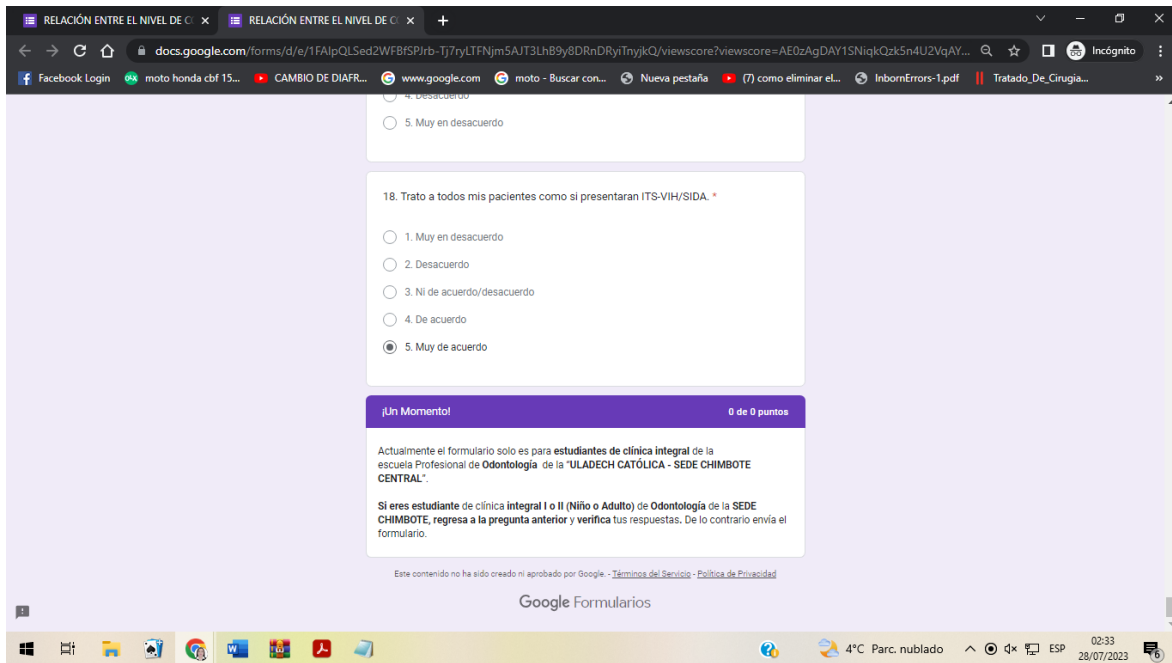 RELACIÓN ENTRE EL NIVEL DE C
RELACIÓN ENTRE EL NIVEL DE C
docs.google.com/forms/d/e/1FAIpQLSed2WFBfSPJrb-Tj7ryLTFNjm5AJT3LhB9y8DRnDRyiTnyjkQ/viewscore?viewscore=AE0zAgDAY1SNiqkQzk5n4U2VqAY...
Incógnito
Facebook Login
moto honda cbf 15...
CAMBIO DE DIAFR...
www.google.com
moto - Buscar con...
Nueva pestaña
(7) como eliminar el...
InbornErrors-1.pdf
Tratado_De_Cirugia...
»
4. Desacuerdo
5. Muy en desacuerdo
18. Trato a todos mis pacientes como si presentaran ITS-VIH/SIDA. *
1. Muy en desacuerdo
2. Desacuerdo
3. Ni de acuerdo/desacuerdo
4. De acuerdo
5. Muy de acuerdo
¡Un Momento!
0 de 0 puntos
Actualmente el formulario solo es para estudiantes de clínica integral de la
escuela Profesional de Odontología de la “ULADECH CATÓLICA - SEDE CHIMBOTE
CENTRAL”.
Si eres estudiante de clínica integral I o II (Niño o Adulto) de Odontología de la SEDE
CHIMBOTE, regresa a la pregunta anterior y verifica tus respuestas. De lo contrario envía el
formulario.
Este contenido no ha sido creado ni aprobado por Google. - Términos del Servicio - Política de Privacidad
Google Formularios
4°C Parc. nublado
ESP
02:33
28/07/2023
6